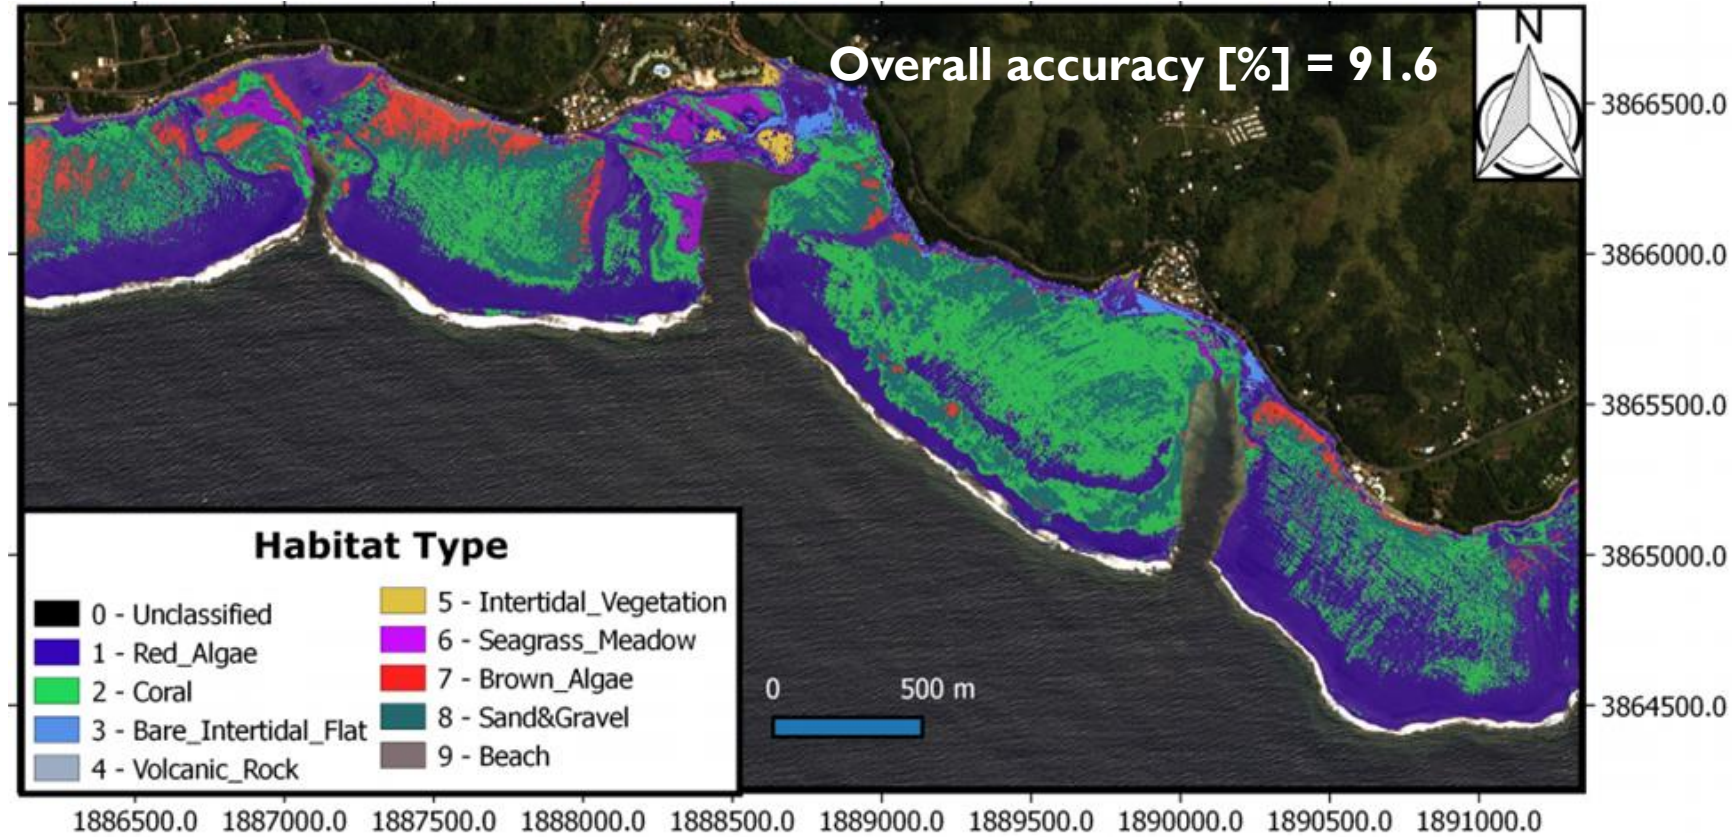 N
Overall accuracy [%] = 91.6
3866500.0
3866000.0
3865500.0
3865000.0
3864500.0
Habitat Type
0 - Unclassified
1 - Red_Algae
2 - Coral
3 - Bare_Intertidal_Flat
4 - Volcanic_Rock
5 - Intertidal_Vegetation
6 - Seagrass_Meadow
7 - Brown_Algae
8 - Sand&Gravel
9 - Beach
0 500 m
1886500.0 1887000.0 1887500.0 1888000.0 1888500.0 1889000.0 1889500.0 1890000.0 1890500.0 1891000.0